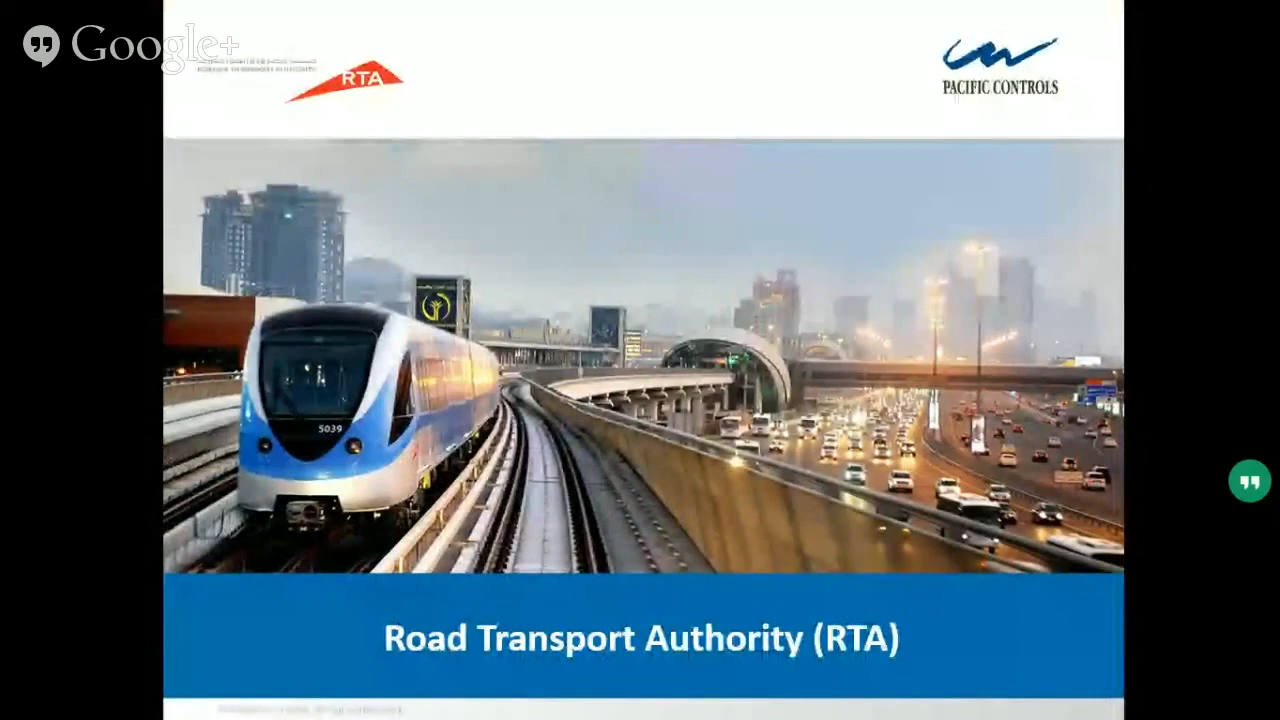 Google+
RTA
PACIFIC CONTROLS
5039
Road Transport Authority (RTA)